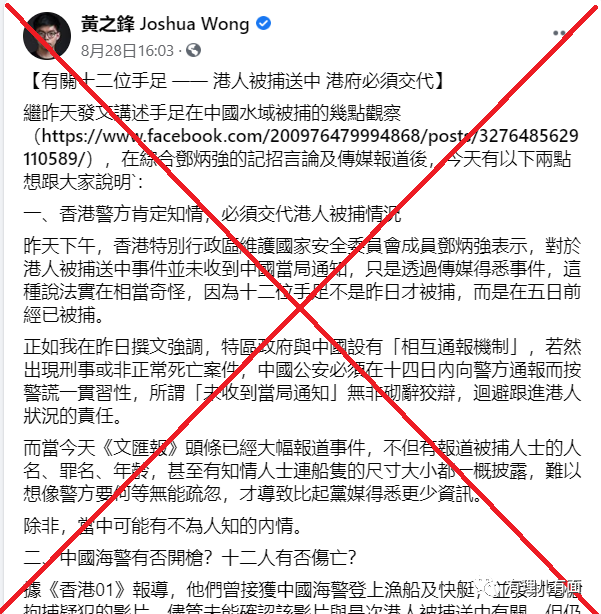 黃之鋒 Joshua Wong
8月28日16:03
【有關十二位手足 —— 港人被捕送中 港府必須交代】
繼昨天發文講述手足在中國水域被捕的幾點觀察
（https://www.facebook.com/200976479994868/posts/3276485629
110589/），在綜合鄧炳強的記招言論及傳媒報道後，今天有以下兩點
想跟大家說明`：
一、香港警方肯定知情，必須交代港人被捕情況
昨天下午，香港特別行政區維護國家安全委員會成員鄧炳強表示，對於
港人被捕送中事件並未收到中國當局通知，只是透過傳媒得悉事件，這
種說法實在相當奇怪，因為十二位手足不是昨日才被捕，而是在五日前
經已被捕。
正如我在昨日撰文強調，特區政府與中國設有「相互通報機制」，若然
出現刑事或非正常死亡案件，中國公安必須在十四日內向警方通報而按
警謊一貫習性，所謂「未收到當局通知」無非砌辭狡辯，迴避跟進港人
狀況的責任。
而當今天《文匯報》頭條已經大幅報道事件，不但有報道被捕人士的人
名、罪名、年齡，甚至有知情人士連船隻的尺寸大小都一概披露，難以
想像警方要何等無能疏忽，才導致比起黨媒得悉更少資訊。
除非，當中可能有不為人知的內情。
二、中國海警有否開槍？十二人有否傷亡？
據《香港01》報導，他們曾接獲中國海警登上漁船及快艇，並發射電槍
拘捕疑犯的影片，儘管未能確認該影片與是次港人被捕送中有關，但仍
有理儿有面